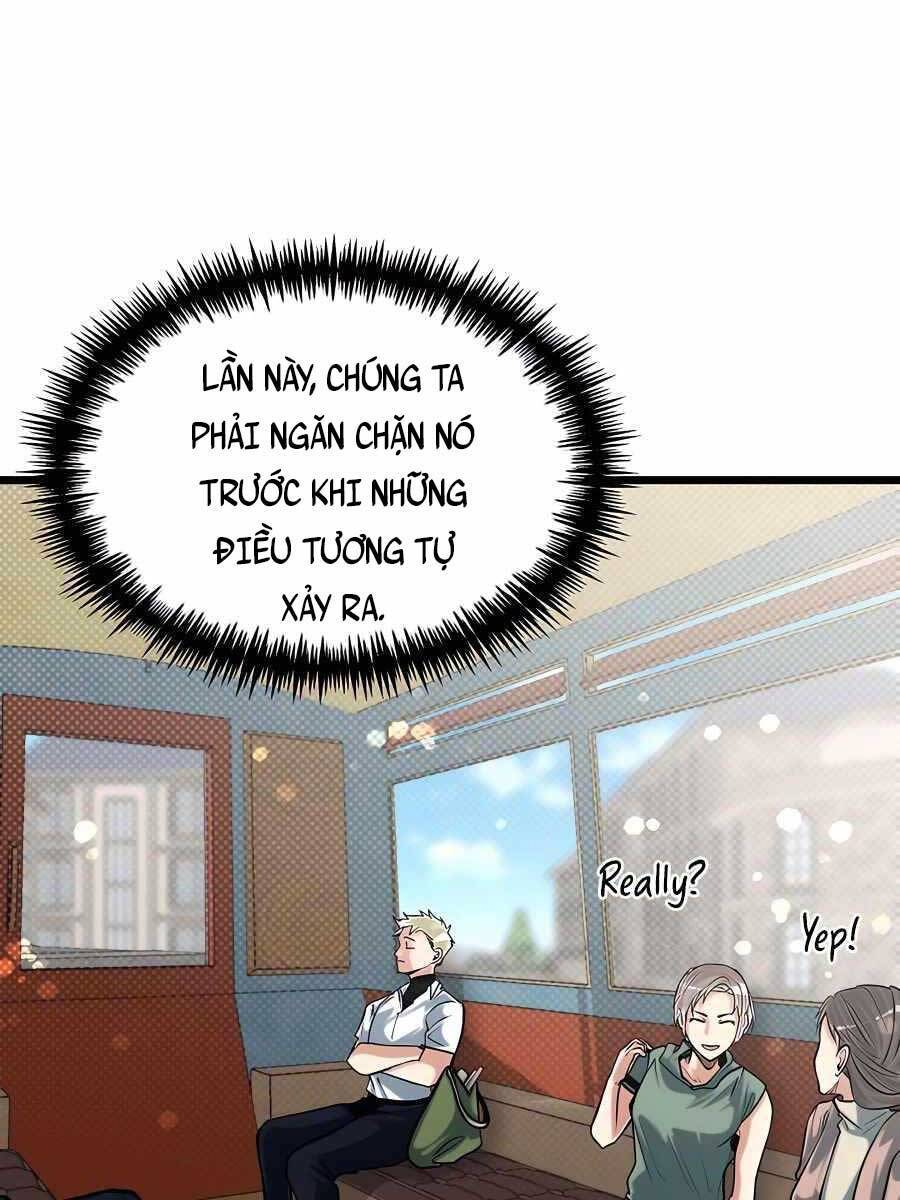 LẦN NÀY, CHÚNG TA
PHẢI NGĂN CHẶN NÓ
TRƯỚC KHI NHỮNG
ĐIỀU TƯƠNG TỰ
XẢY RA.
Really?
Yep!